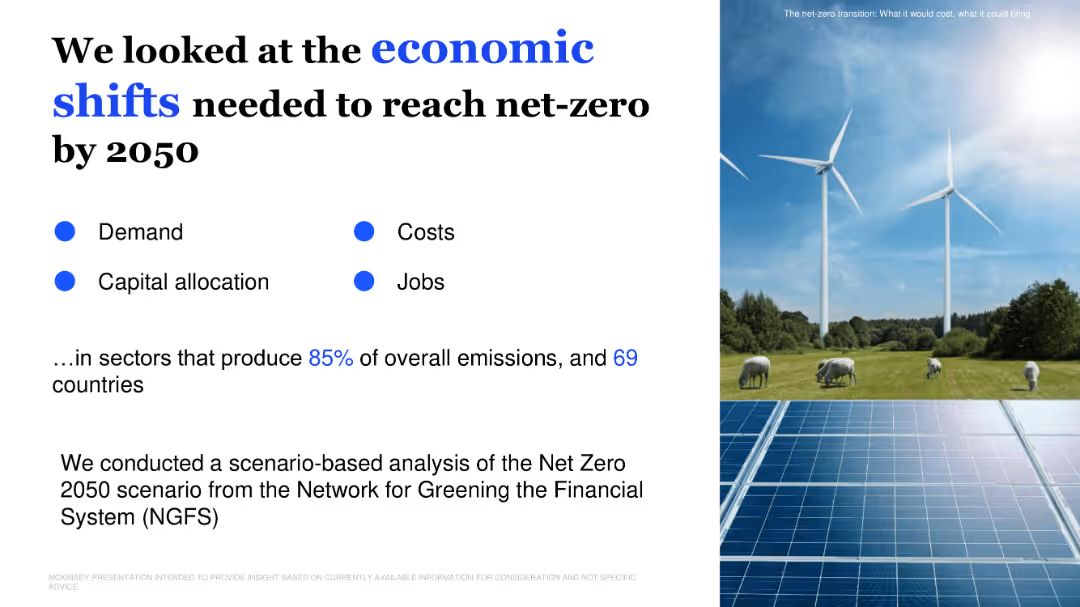 The net-zero transition: What it would cost, what it could bring
We looked at the economic
shifts needed to reach net-zero
by 2050
Demand
Costs
Capital allocation
Jobs
…in sectors that produce 85% of overall emissions, and 69
countries
We conducted a scenario-based analysis of the Net Zero
2050 scenario from the Network for Greening the Financial
System (NGFS)
MCKINSEY PRESENTATION INTENDED TO PROVIDE INSIGHT BASED ON CURRENTLY AVAILABLE INFORMATION FOR CONSIDERATION AND NOT SPECIFIC
ADVICE